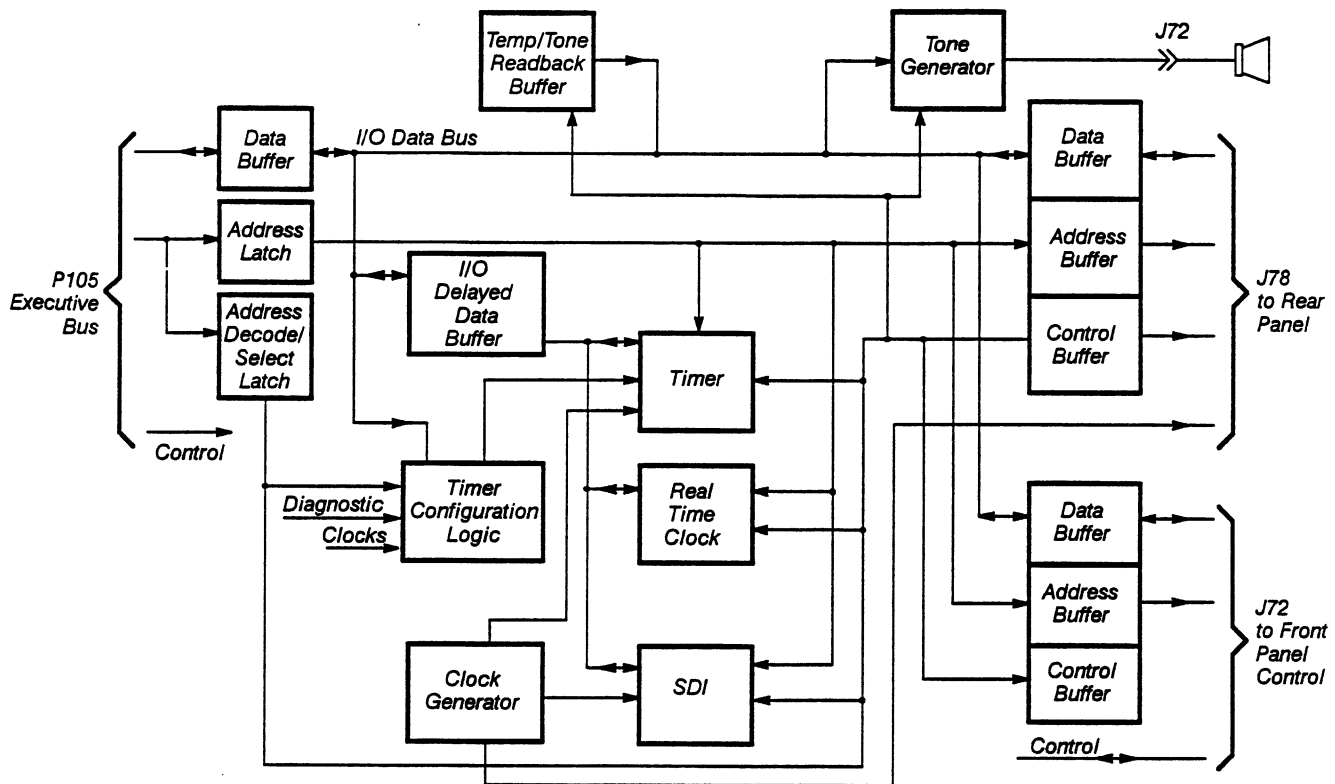 Temp/Tone
Readback
Buffer
Tone
Generator
J72
Data
Buffer
I/O Data Bus
Data
Buffer
Address
Latch
Address
Buffer
P105
Executive
Bus
I/O
Delayed
Data
Buffer
J78
to Rear
Panel
Address
Decode/
Select
Latch
Timer
Control
Buffer
Control
Timer
Configuration
Logic
Diagnostic
Clocks
Real
Time
Clock
Data
Buffer
Address
Buffer
J72
to Front
Panel
Control
Clock
Generator
SDI
Control
Buffer
Control